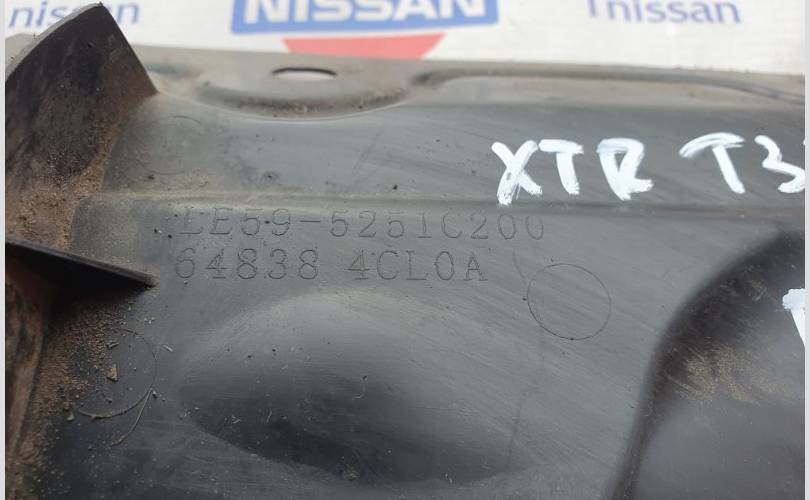 nissan
NISSAN
nissan
XTR T3
LE59-5251C200
64838 4CL0A